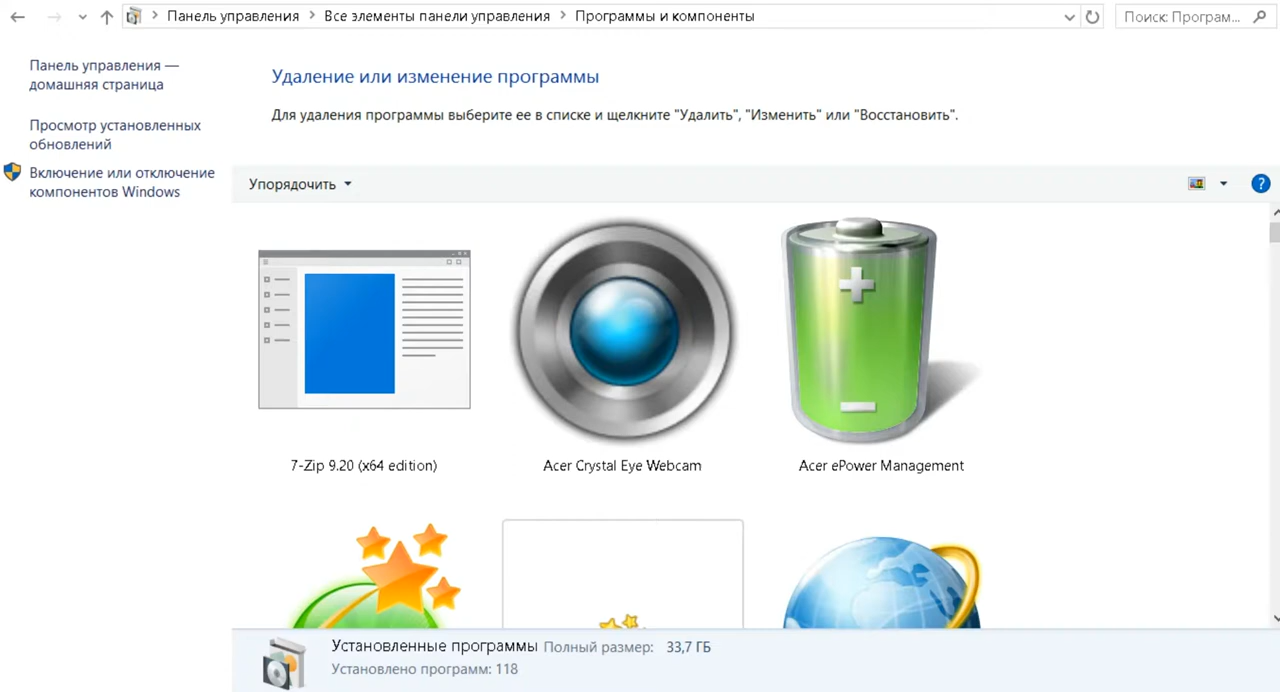 Панель управления Все элементы панели управления Программы и компоненты
Поиск: Програм...
Панель управления —
домашняя страница
Просмотр установленных
обновлений
Включение или отключение
компонентов Windows
Удаление или изменение программы
Для удаления программы выберите ее в списке и щелкните "Удалить", "Изменить" или "Восстановить".
Упорядочить
?
7-Zip 9.20 (x64 edition)
Acer Crystal Eye Webcam
Acer ePower Management
Установленные программы Полный размер: 33,7 ГБ
Установлено программ: 118